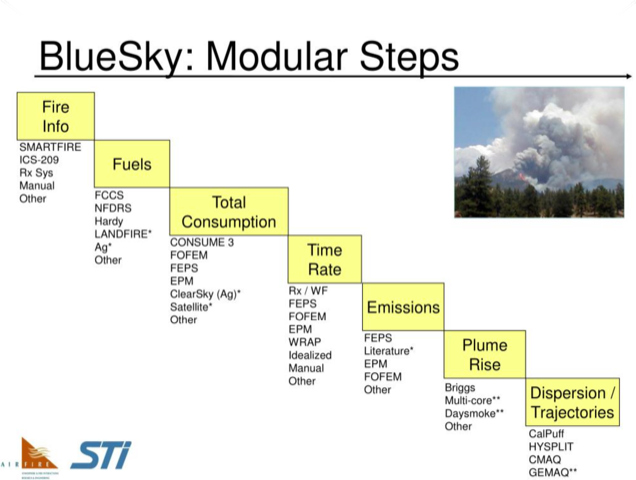 BlueSky: Modular Steps
Fire
Info
SMARTFIRE
ICS-209
Rx Sys
Manual
Other
Fuels
FCCS
NFDRS
Hardy
LANDFIRE*
Ag*
Other
Total
Consumption
CONSUME 3
FOFEM
FEPS
EPM
ClearSky (Ag)*
Satellite*
Other
Time
Rate
Rx / WF
FEPS
FOFEM
EPM
WRAP
Idealized
Manual
Other
Emissions
FEPS
Literature*
EPM
FOFEM
Other
Plume
Rise
Briggs
Multi-core**
Daysmoke**
Other
Dispersion /
Trajectories
CalPuff
HYSPLIT
CMAQ
GEMAQ**
AIRFIRE
STi